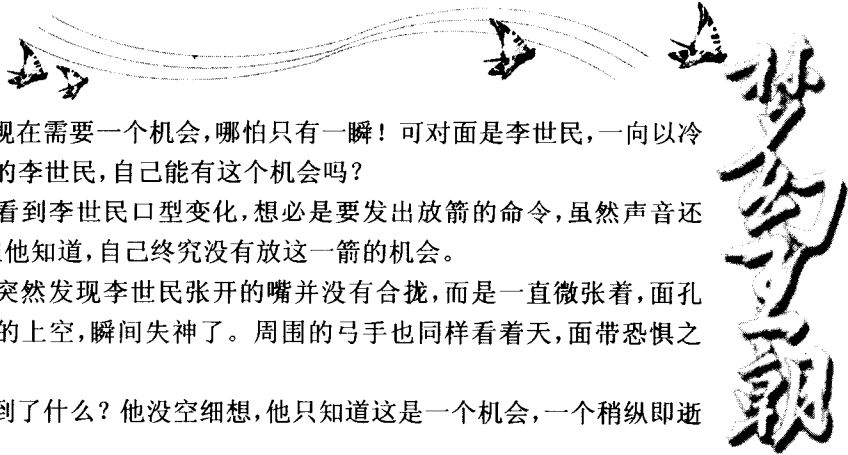 现在需要一个机会,哪怕只有一瞬!可对面是李世民,一向以冷
的李世民,自己能有这个机会吗?
看到李世民口型变化,想必是要发出放箭的命令,虽然声音还
他知道,自己终究没有放这一箭的机会。
突然发现李世民张开的嘴并没有合拢,而是一直微张着,面孔
的上空,瞬间失神了。周围的弓手也同样看着天,面带恐惧之
到了什么?他没空细想,他只知道这是一个机会,一个稍纵即逝
梦幻王朝